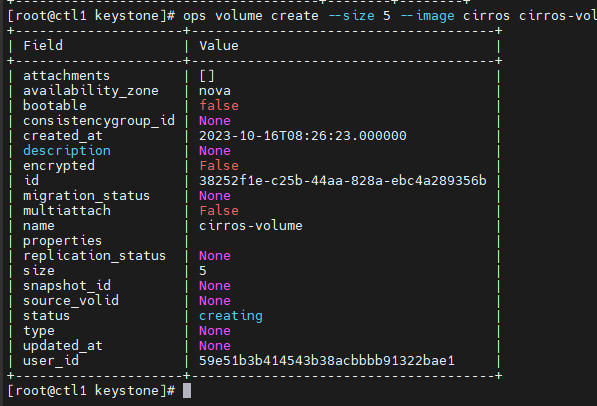 [root@ctl1 keystone]# ops volume create --size 5 --image cirros cirros-vol
+---------------------+--------------------------------------+
| Field | Value |
+---------------------+--------------------------------------+
| attachments | [] |
| availability_zone | nova |
| bootable | false |
| consistencygroup_id | None |
| created_at | 2023-10-16T08:26:23.000000 |
| description | None |
| encrypted | False |
| id | 38252f1e-c25b-44aa-828a-ebc4a289356b |
| migration_status | None |
| multiattach | False |
| name | cirros-volume |
| properties | |
| replication_status | None |
| size | 5 |
| snapshot_id | None |
| source_volid | None |
| status | creating |
| type | None |
| updated_at | None |
| user_id | 59e51b3b414543b38acbbbb91322bae1 |
+---------------------+--------------------------------------+
[root@ctl1 keystone]#